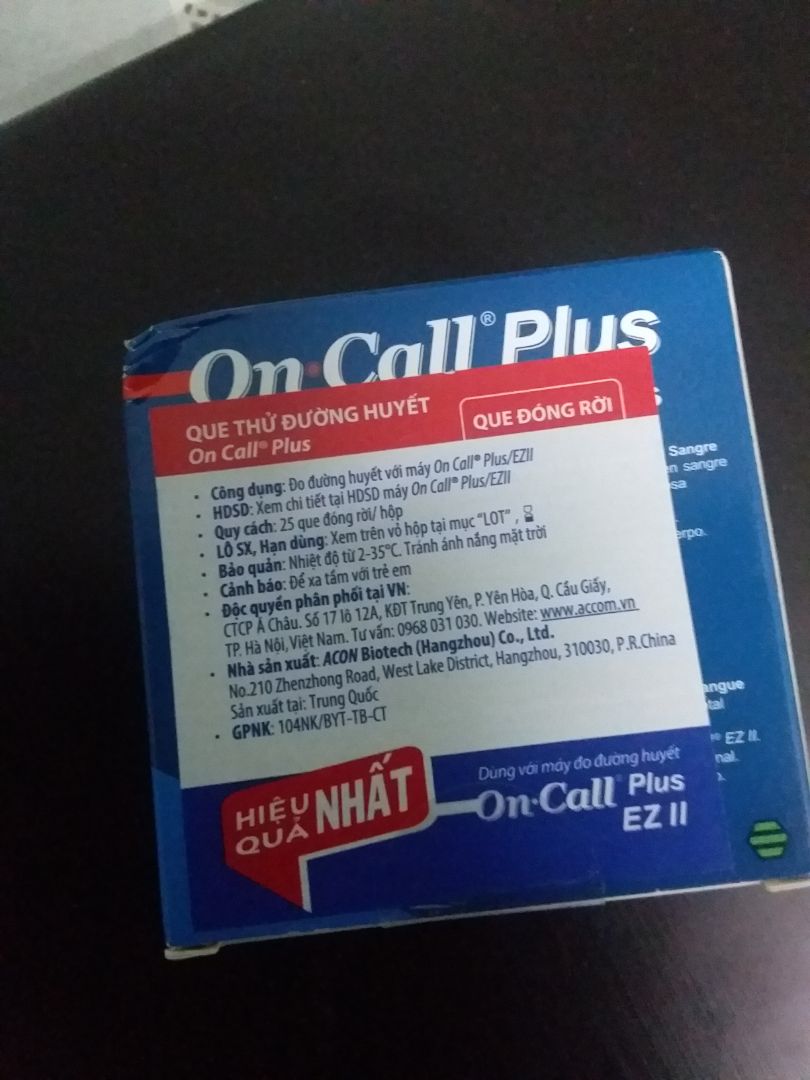 On·Call® Plus
QUE THỬ ĐƯỜNG HUYẾT
On Call® Plus
QUE ĐÓNG RỜI
s
• Công dụng: Đo đường huyết với máy On Call® Plus/EZII
• HDSD: Xem chi tiết tại HDSD máy On Call® Plus/EZII
• Quy cách: 25 que đóng rời/ hộp
• LÔ SX, Hạn dùng: Xem trên vỏ hộp tại mục "LOT" , ⌛
• Bảo quản: Nhiệt độ từ 2-35°C. Tránh ánh nắng mặt trời
• Cảnh báo: Để xa tầm với trẻ em
• Độc quyền phân phối tại VN:
CTCP Á Châu. Số 17 lô 12A, KĐT Trung Yên, P. Yên Hòa, Q. Cầu Giấy,
TP. Hà Nội, Việt Nam. Tư vấn: 0968 031 030. Website: www.accom.vn
• Nhà sản xuất: ACON Biotech (Hangzhou) Co., Ltd.
No.210 Zhenzhong Road, West Lake District, Hangzhou, 310030, P.R.China
Sản xuất tại: Trung Quốc
• GPNK: 104NK/BYT-TB-CT
Sangre
en sangre
sa
erpo.
angue
tal
® EZ II.
nal.
HIỆU
QUẢ NHẤT
Dùng với máy đo đường huyết
On·Call® Plus
EZ II